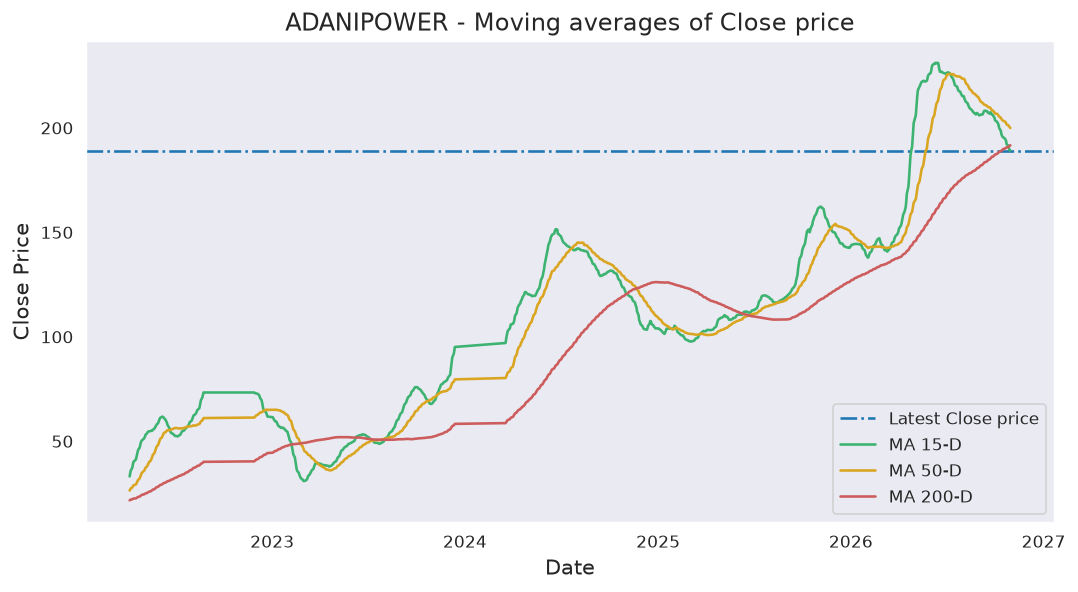 ADANIPOWER - Moving averages of Close price
Close Price
200
150
100
50
2023
2024
2025
2026
2027
Date
Latest Close price
MA 15-D
MA 50-D
MA 200-D